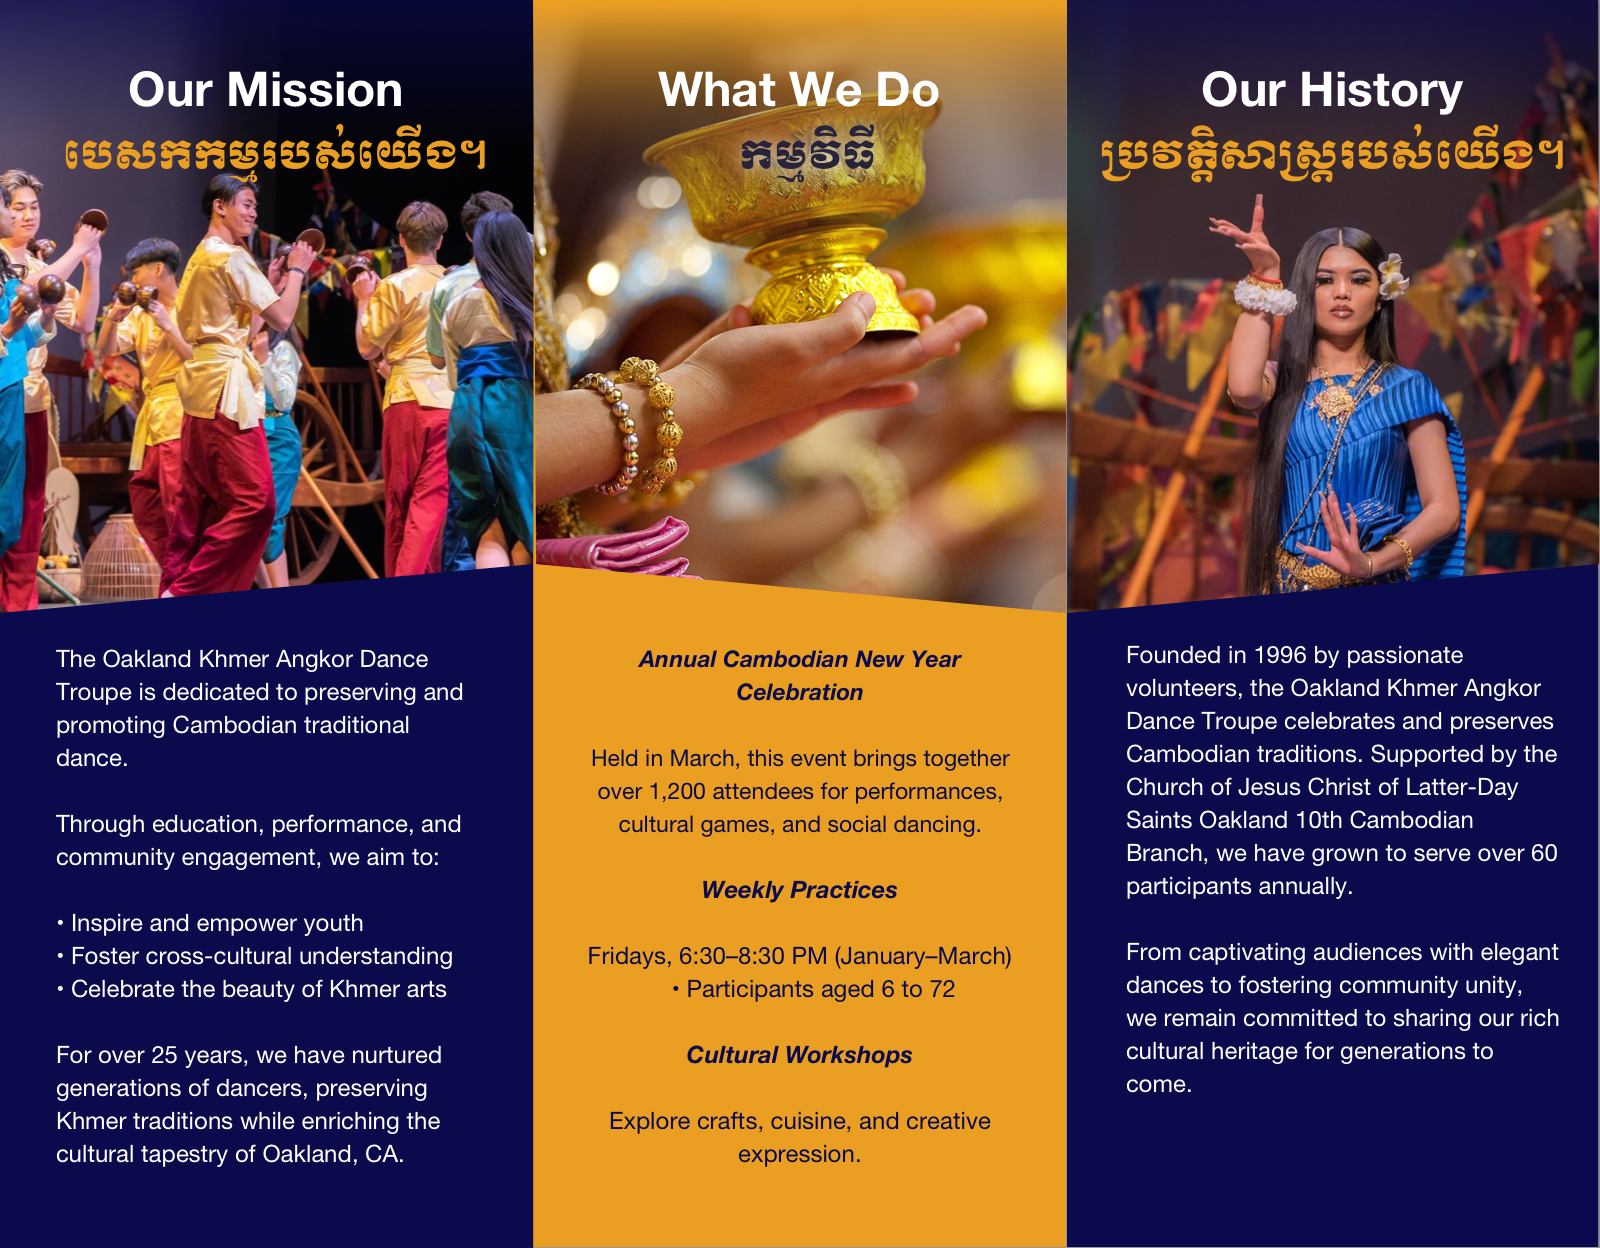 Our Mission
បេសកកម្មរបស់យើង។
The Oakland Khmer Angkor Dance
Troupe is dedicated to preserving and
promoting Cambodian traditional
dance.
Through education, performance, and
community engagement, we aim to:
• Inspire and empower youth
• Foster cross-cultural understanding
• Celebrate the beauty of Khmer arts
For over 25 years, we have nurtured
generations of dancers, preserving
Khmer traditions while enriching the
cultural tapestry of Oakland, CA.
What We Do
កម្មវិធី
Annual Cambodian New Year
Celebration
Held in March, this event brings together
over 1,200 attendees for performances,
cultural games, and social dancing.
Weekly Practices
Fridays, 6:30–8:30 PM (January–March)
• Participants aged 6 to 72
Cultural Workshops
Explore crafts, cuisine, and creative
expression.
Our History
ប្រវត្តិសាស្ត្ររបស់យើង។
Founded in 1996 by passionate
volunteers, the Oakland Khmer Angkor
Dance Troupe celebrates and preserves
Cambodian traditions. Supported by the
Church of Jesus Christ of Latter-Day
Saints Oakland 10th Cambodian
Branch, we have grown to serve over 60
participants annually.
From captivating audiences with elegant
dances to fostering community unity,
we remain committed to sharing our rich
cultural heritage for generations to
come.